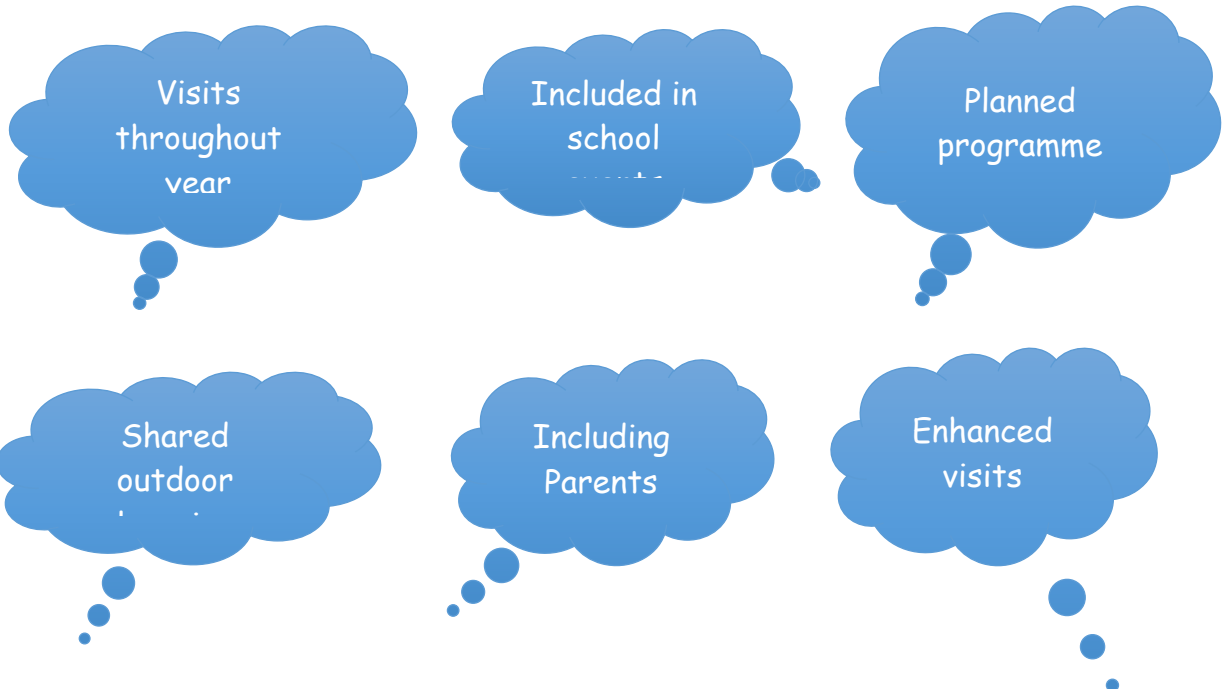 Visits
throughout
year
Included in
school
Planned
programme
Shared
outdoor
Including
Parents
Enhanced
visits